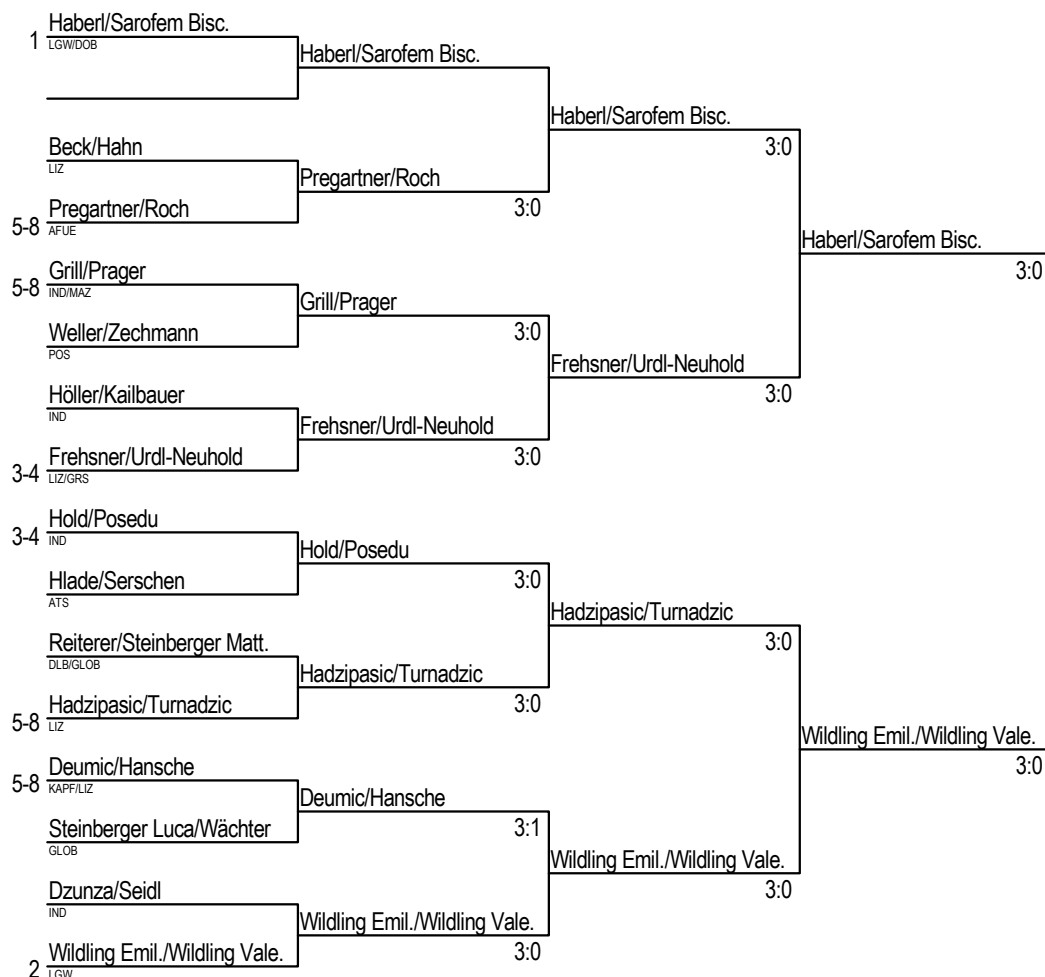 Haberl/Sarofem Bisc.
1
LGW/DOB
Haberl/Sarofem Bisc.
Haberl/Sarofem Bisc.
Beck/Hahn
LIZ
3:0
Pregartner/Roch
Pregartner/Roch
5-8
AFUE
3:0
Haberl/Sarofem Bisc.
3:0
Grill/Prager
5-8
IND/MAZ
Grill/Prager
Weller/Zechmann
POS
3:0
Frehsner/Urdl-Neuhold
3:0
Höller/Kailbauer
IND
Frehsner/Urdl-Neuhold
Frehsner/Urdl-Neuhold
3-4
LIZ/GRS
3:0
Hold/Posedu
3-4
IND
Hold/Posedu
Hlade/Serschen
ATS
3:0
Hadzipasic/Turnadzic
Reiterer/Steinberger Matt.
DLB/GLOB
3:0
Hadzipasic/Turnadzic
Hadzipasic/Turnadzic
5-8
LIZ
3:0
Wildling Emil./Wildling Vale.
3:0
Deumic/Hansche
5-8
KAPF/LIZ
Deumic/Hansche
Steinberger Luca/Wächter
GLOB
3:1
Wildling Emil./Wildling Vale.
3:0
Dzunza/Seidl
IND
Wildling Emil./Wildling Vale.
Wildling Emil./Wildling Vale.
2
LGW
3:0